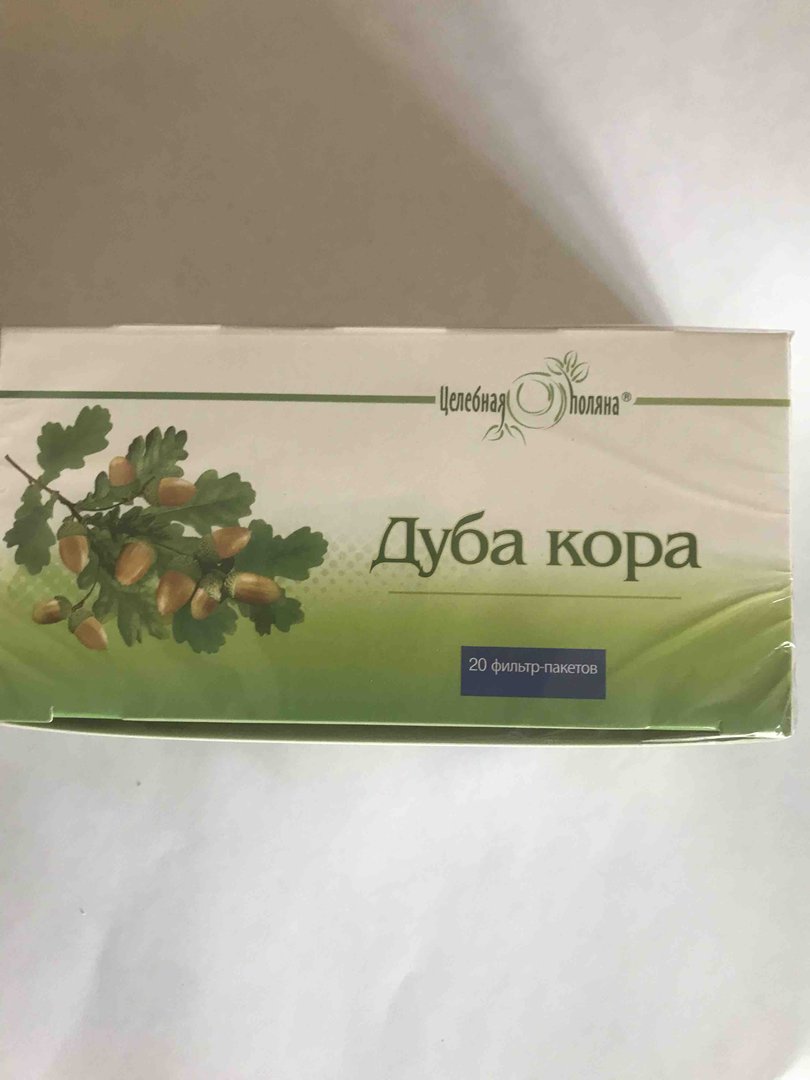 Целебная поляна®
Дуба кора
20 фильтр-пакетов